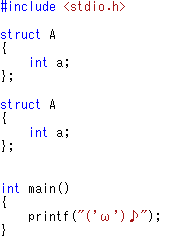 #include <stdio.h>
struct A
{
    int a;
};
struct A
{
    int a;
};
int main()
{
    printf("('ω')♪");
}